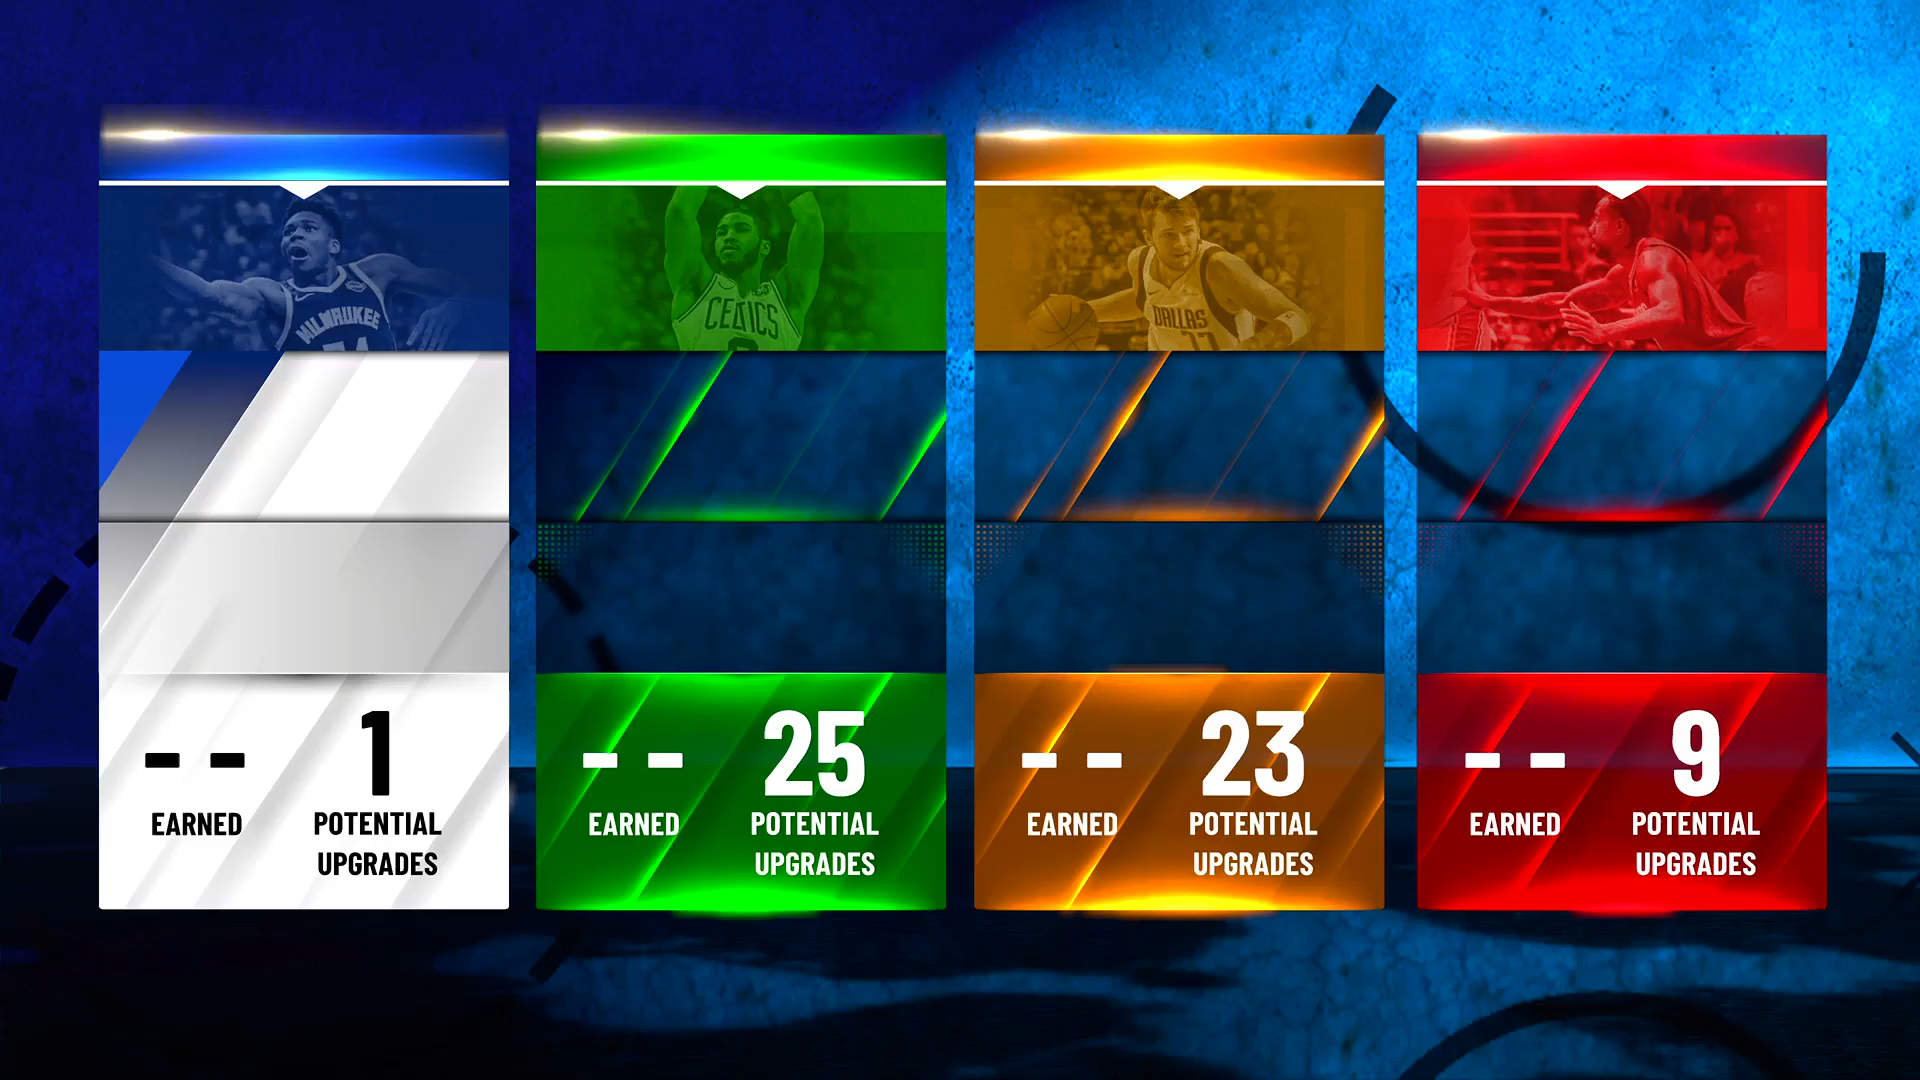 MILWAUKEE
CELTICS
DALLAS
77
- -
1
EARNED
POTENTIAL
UPGRADES
- -
25
EARNED
POTENTIAL
UPGRADES
- -
23
EARNED
POTENTIAL
UPGRADES
- -
9
EARNED
POTENTIAL
UPGRADES